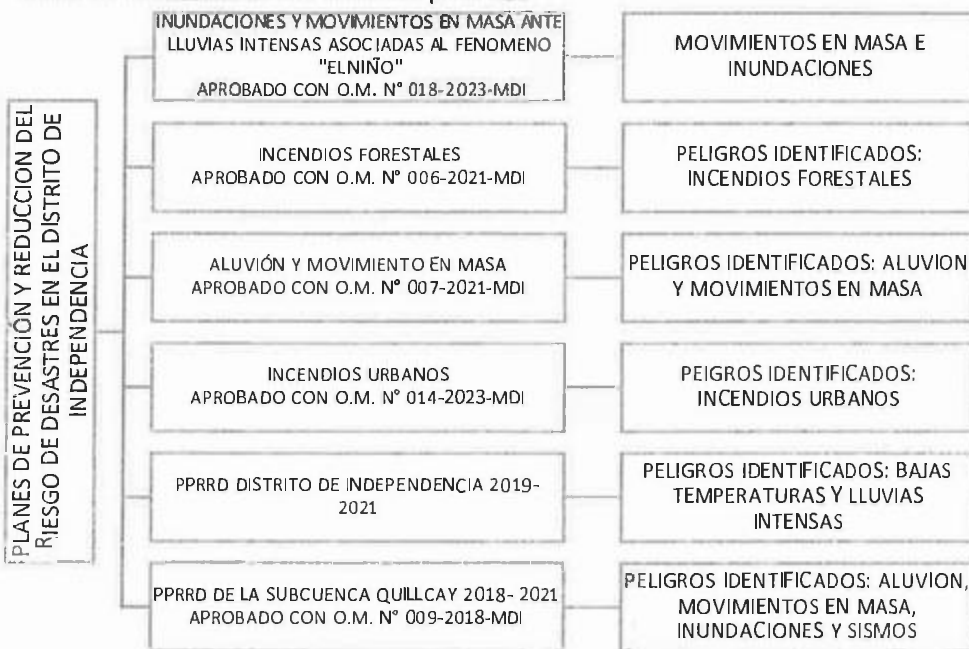 PLANES DE PREVENCIÓN Y REDUCCION DEL
RIESGO DE DESASTRES EN EL DISTRITO DE
INDEPENDENCIA
INUNDACIONES Y MOVIMIENTOS EN MASA ANTE
LLUVIAS INTENSAS ASOCIADAS AL FENOMENO
"ELNIÑO"
APROBADO CON O.M. N° 018-2023-MDI
MOVIMIENTOS EN MASA E
INUNDACIONES
INCENDIOS FORESTALES
APROBADO CON O.M. N° 006-2021-MDI
PELIGROS IDENTIFICADOS:
INCENDIOS FORESTALES
ALUVIÓN Y MOVIMIENTO EN MASA
APROBADO CON O.M. N° 007-2021-MDI
PELIGROS IDENTIFICADOS: ALUVION
Y MOVIMIENTOS EN MASA
INCENDIOS URBANOS
APROBADO CON O.M. N° 014-2023-MDI
PEIGROS IDENTIFICADOS:
INCENDIOS URBANOS
PPRRD DISTRITO DE INDEPENDENCIA 2019-
2021
PELIGROS IDENTIFICADOS: BAJAS
TEMPERATURAS Y LLUVIAS
INTENSAS
PPRRD DE LA SUBCUENCA QUILLCAY 2018- 2021
APROBADO CON O.M. N° 009-2018-MDI
PELIGROS IDENTIFICADOS: ALUVION,
MOVIMIENTOS EN MASA,
INUNDACIONES Y SISMOS